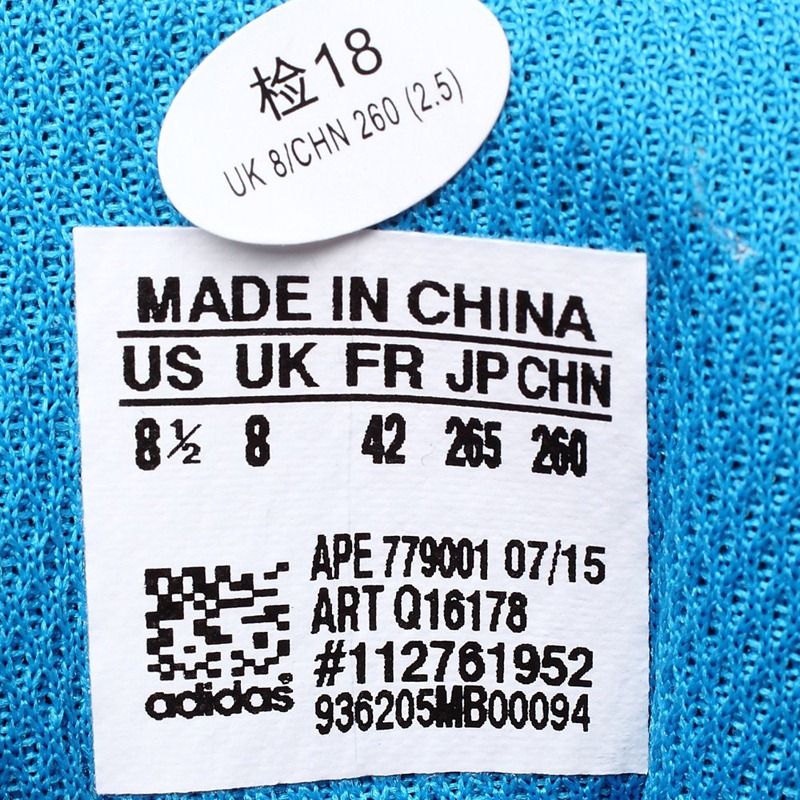 检18
UK 8/CHN 260 (2.5)
MADE IN CHINA
US UK FR JP CHN
8½ 8 42 265 260
APE 779001 07/15
ART Q16178
#112761952
adidas®
936205MB00094